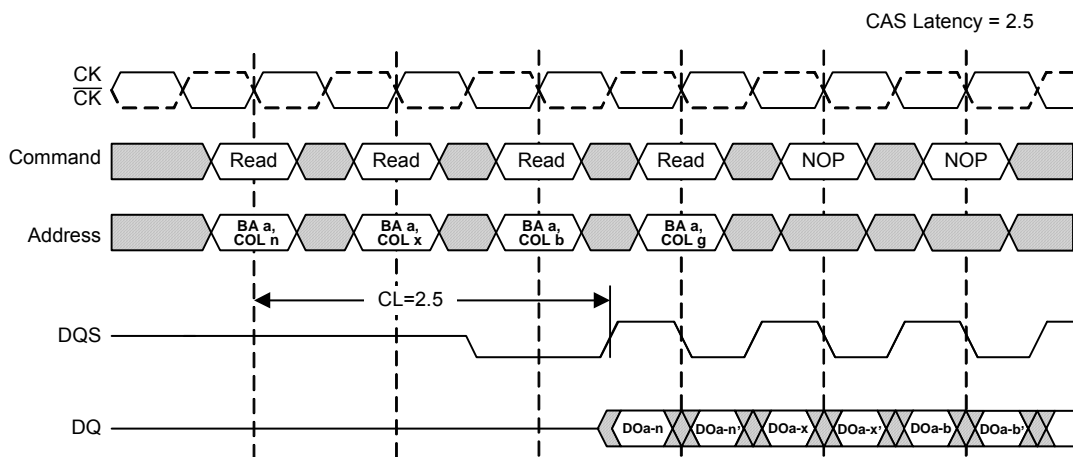 CAS Latency = 2.5
CK
CK
Command Read Read Read Read NOP NOP
Address BA a, COL n BA a, COL x BA a, COL b BA a, COL g
CL=2.5
DQS
DQ DOa-n DOa-n' DOa-x DOa-x' DOa-b DOa-b'